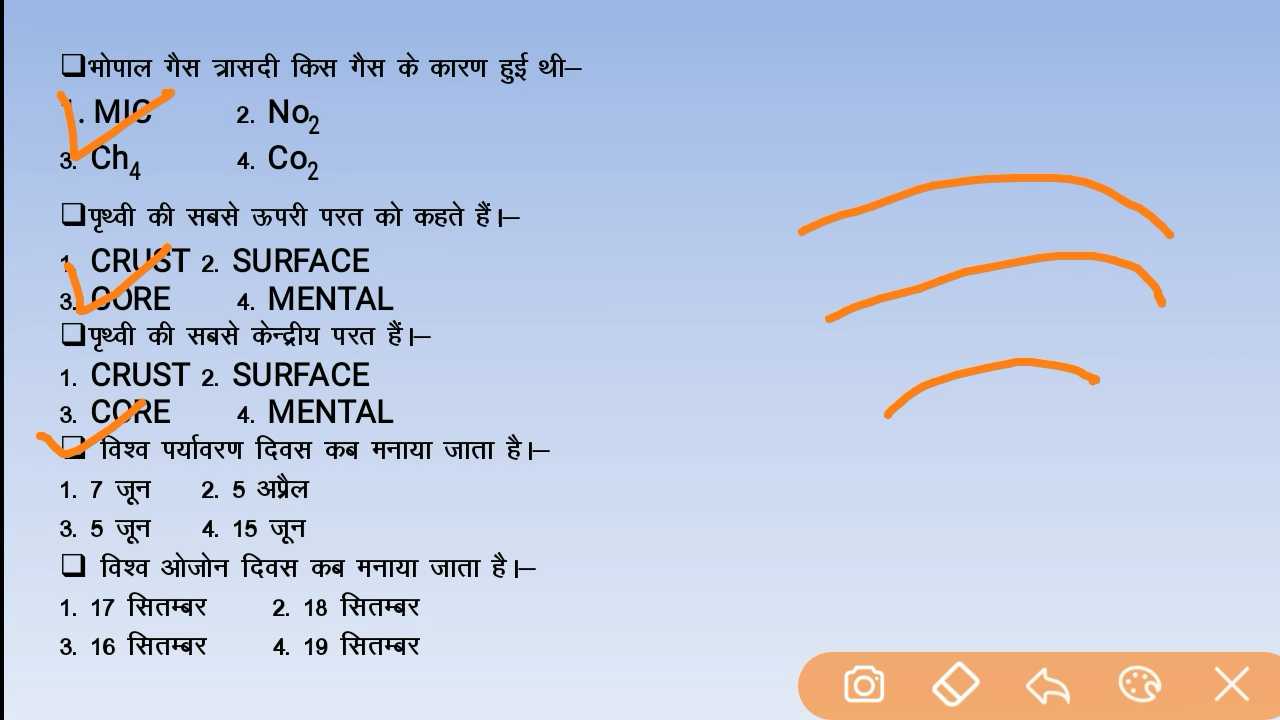 ❑भोपाल गैस त्रासदी किस गैस के कारण हुई थी–
1. MIC 2. No₂
3. Ch₄ 4. Co₂
❑पृथ्वी की सबसे ऊपरी परत को कहते हैं।–
1. CRUST 2. SURFACE
3. CORE 4. MENTAL
❑पृथ्वी की सबसे केन्द्रीय परत हैं।–
1. CRUST 2. SURFACE
3. CORE 4. MENTAL
❑ विश्व पर्यावरण दिवस कब मनाया जाता है।–
1. 7 जून 2. 5 अप्रैल
3. 5 जून 4. 15 जून
❑ विश्व ओजोन दिवस कब मनाया जाता है।–
1. 17 सितम्बर 2. 18 सितम्बर
3. 16 सितम्बर 4. 19 सितम्बर